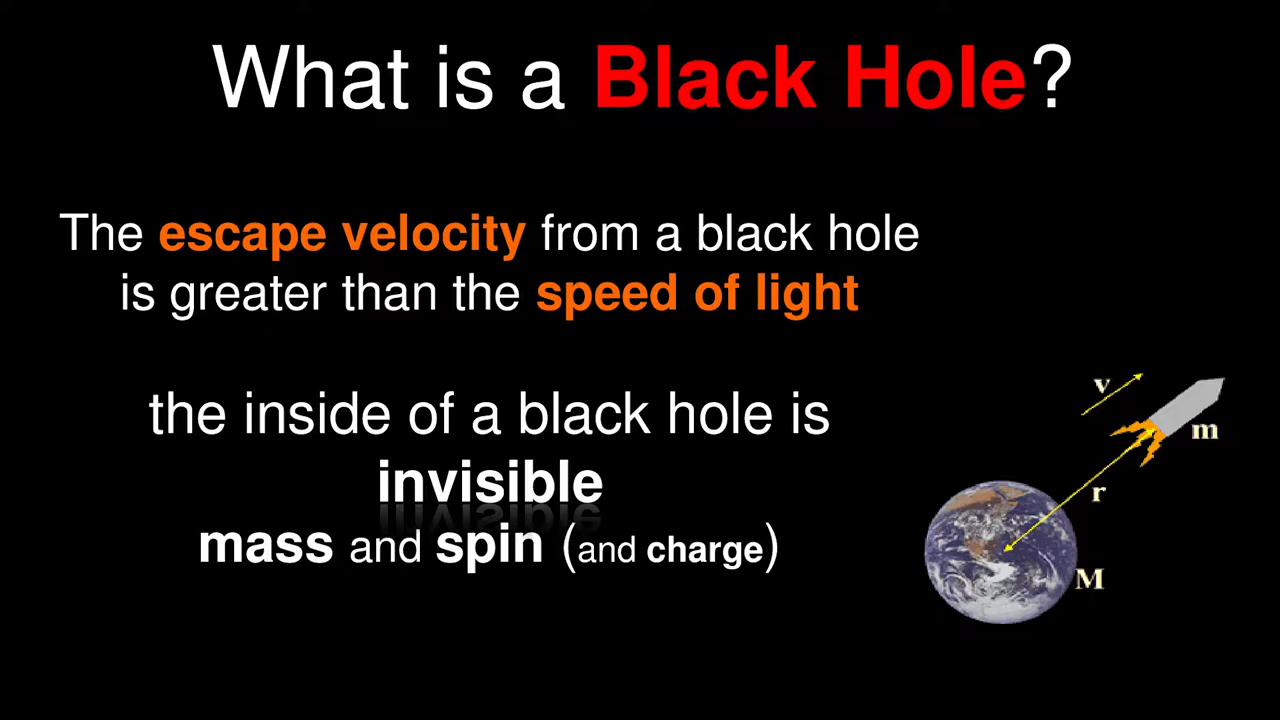 What is a Black Hole?
The escape velocity from a black hole
is greater than the speed of light
the inside of a black hole is
invisible
mass and spin (and charge)
v
m
r
M